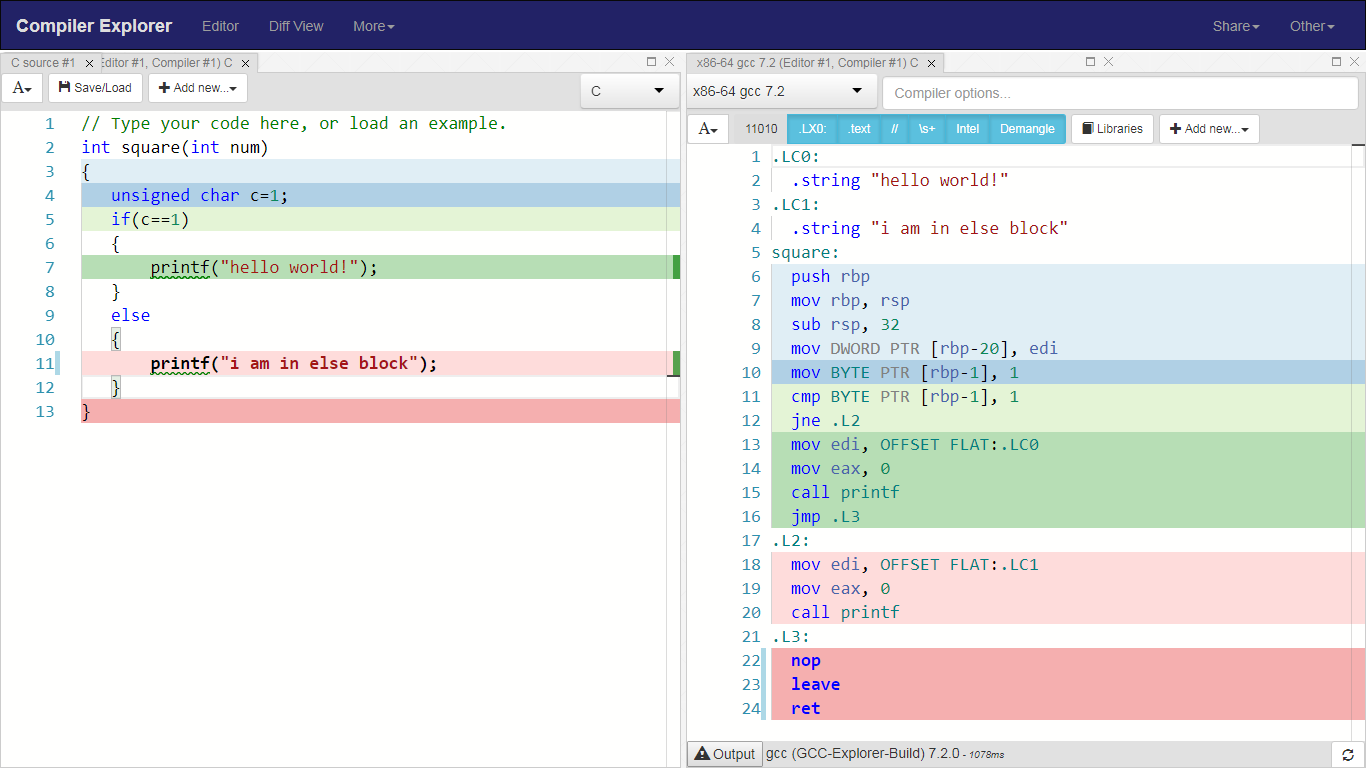 Compiler Explorer Editor Diff View More Share Other
C source #1 × Editor #1, Compiler #1) C ×
A Save/Load + Add new... C
1 // Type your code here, or load an example.
2 int square(int num)
3 {
4 unsigned char c=1;
5 if(c==1)
6 {
7 printf("hello world!");
8 }
9 else
10 {
11 printf("i am in else block");
12 }
13 }
x86-64 gcc 7.2 (Editor #1, Compiler #1) C ×
x86-64 gcc 7.2 Compiler options...
A 11010 .LX0: .text // \s+ Intel Demangle Libraries + Add new...
1 .LC0:
2 .string "hello world!"
3 .LC1:
4 .string "i am in else block"
5 square:
6 push rbp
7 mov rbp, rsp
8 sub rsp, 32
9 mov DWORD PTR [rbp-20], edi
10 mov BYTE PTR [rbp-1], 1
11 cmp BYTE PTR [rbp-1], 1
12 jne .L2
13 mov edi, OFFSET FLAT:.LC0
14 mov eax, 0
15 call printf
16 jmp .L3
17 .L2:
18 mov edi, OFFSET FLAT:.LC1
19 mov eax, 0
20 call printf
21 .L3:
22 nop
23 leave
24 ret
Output gcc (GCC-Explorer-Build) 7.2.0 - 1078ms